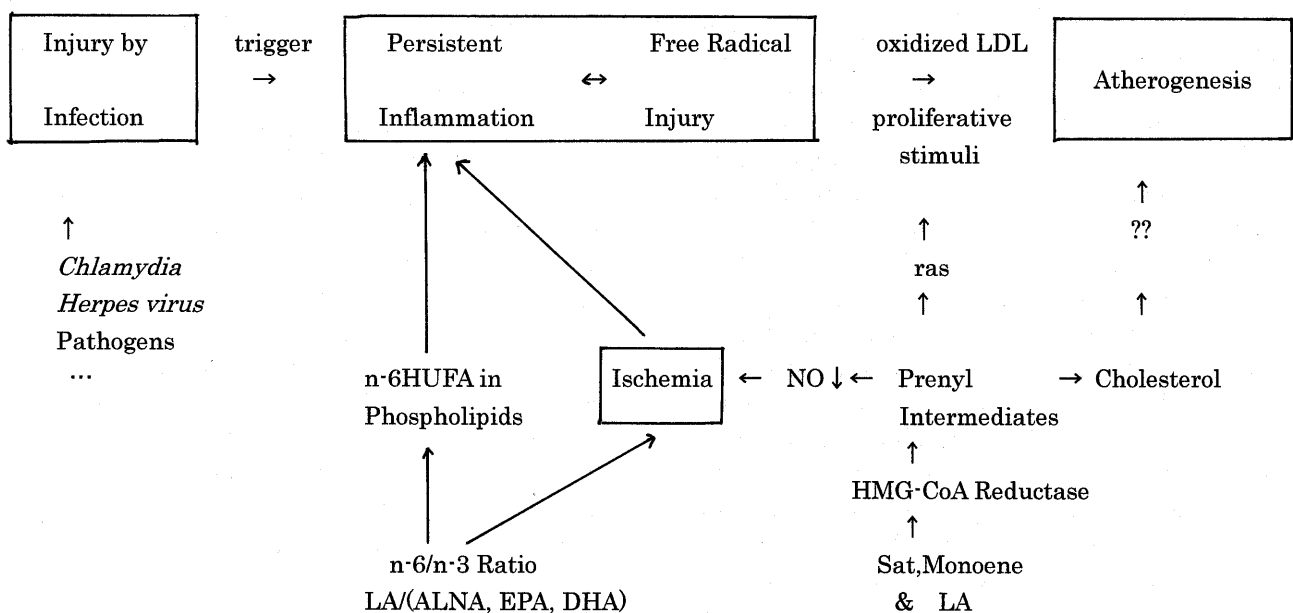 Injury by
Infection
trigger
→
Persistent
Inflammation
↔
Free Radical
Injury
oxidized LDL
→
proliferative
stimuli
Atherogenesis
↑
Chlamydia
Herpes virus
Pathogens
…
↑
ras
↑
↑
??
↑
n-6HUFA in
Phospholipids
Ischemia
← NO ↓ ←
Prenyl
Intermediates
→ Cholesterol
↑
HMG-CoA Reductase
↑
n-6/n-3 Ratio
LA/(ALNA, EPA, DHA)
Sat,Monoene
& LA